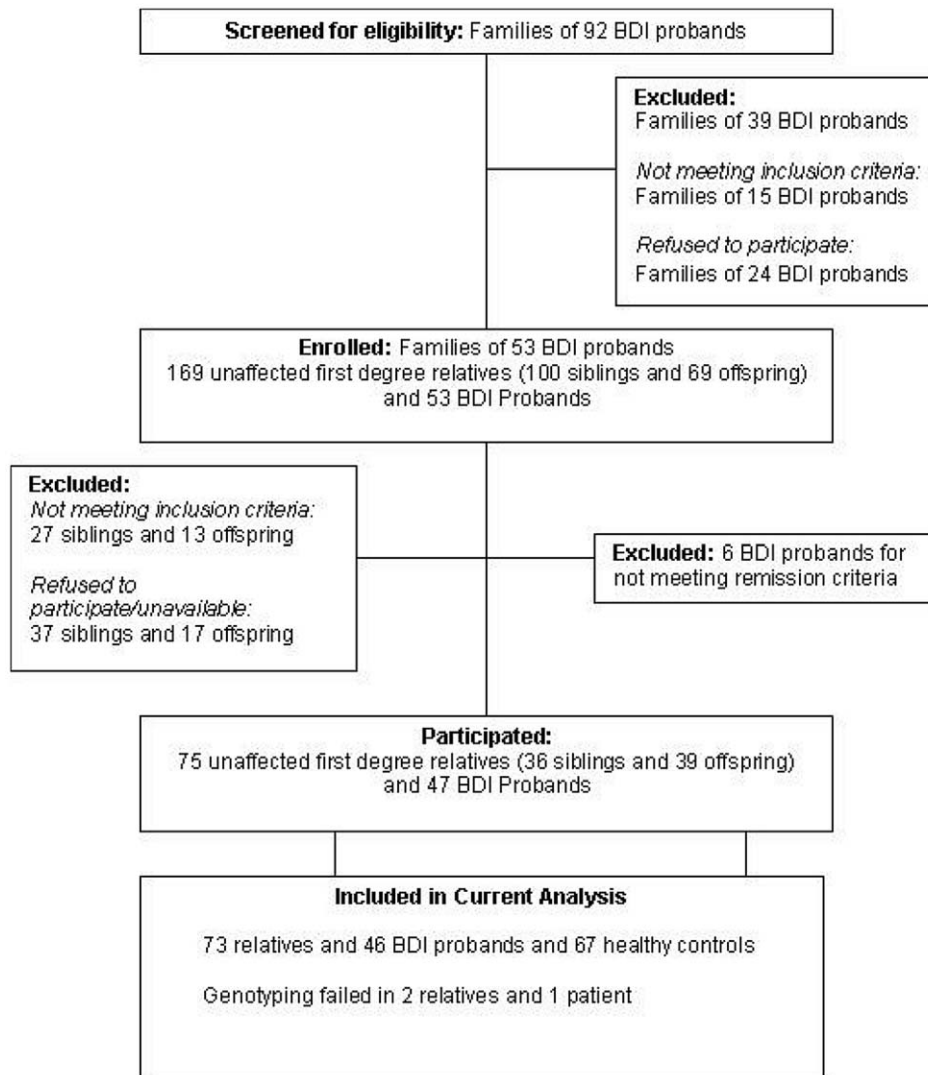 Screened for eligibility: Families of 92 BDI probands
Excluded:
Families of 39 BDI probands
Not meeting inclusion criteria:
Families of 15 BDI probands
Refused to participate:
Families of 24 BDI probands
Enrolled: Families of 53 BDI probands
169 unaffected first degree relatives (100 siblings and 69 offspring)
and 53 BDI Probands
Excluded:
Not meeting inclusion criteria:
27 siblings and 13 offspring
Refused to
participate/unavailable:
37 siblings and 17 offspring
Excluded: 6 BDI probands for
not meeting remission criteria
Participated:
75 unaffected first degree relatives (36 siblings and 39 offspring)
and 47 BDI Probands
Included in Current Analysis
73 relatives and 46 BDI probands and 67 healthy controls
Genotyping failed in 2 relatives and 1 patient